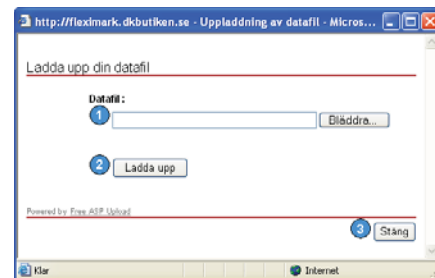 http://fleximark.dkbutiken.se - Uppladdning av datafil - Micros...
Ladda upp din datafil
Datafil:
1
Bläddra...
2 Ladda upp
Powered by Free ASP Upload
3 Stäng
Klar Internet